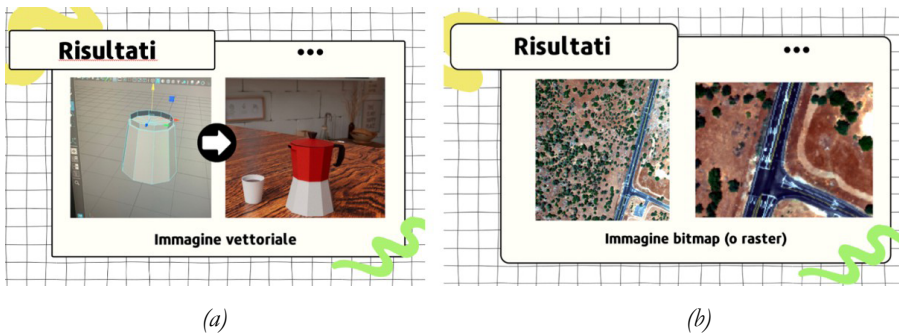 Risultati
Immagine vettoriale
Risultati
Immagine bitmap (o raster)
(a)
(b)